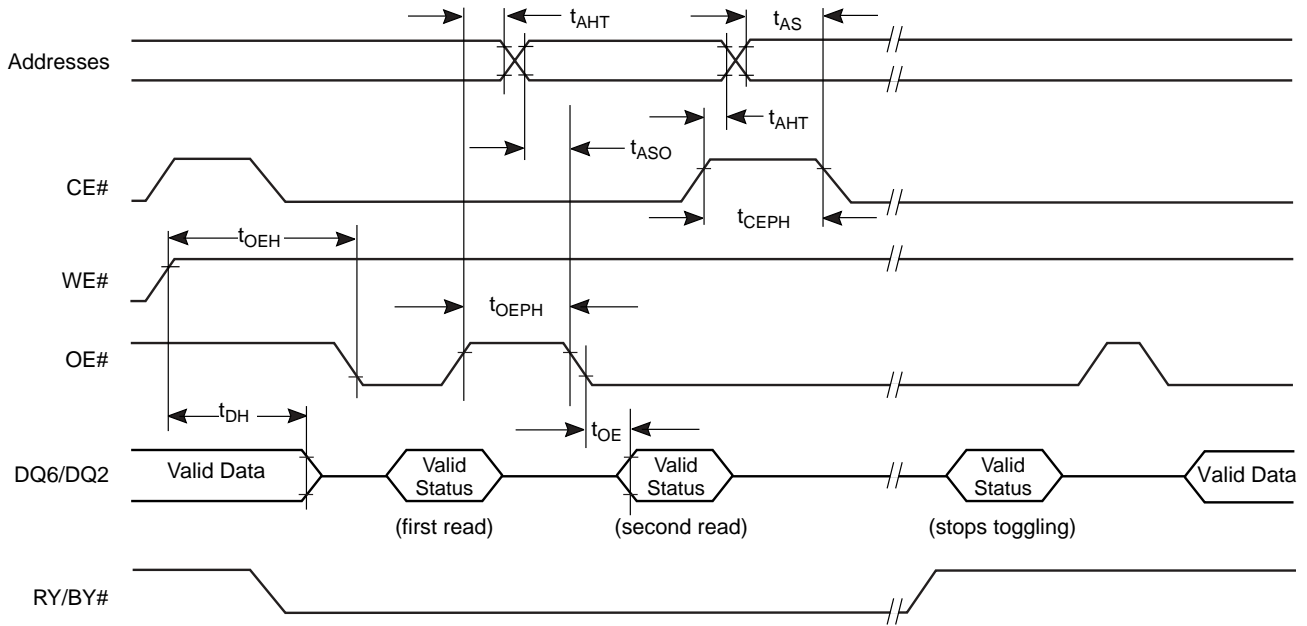 tAHT
tAS
Addresses
tAHT
tASO
CE#
tCEPH
tOEH
WE#
tOEPH
OE#
tDH
tOE
DQ6/DQ2
Valid Data
Valid
Status
Valid
Status
Valid
Status
Valid Data
(first read)
(second read)
(stops toggling)
RY/BY#